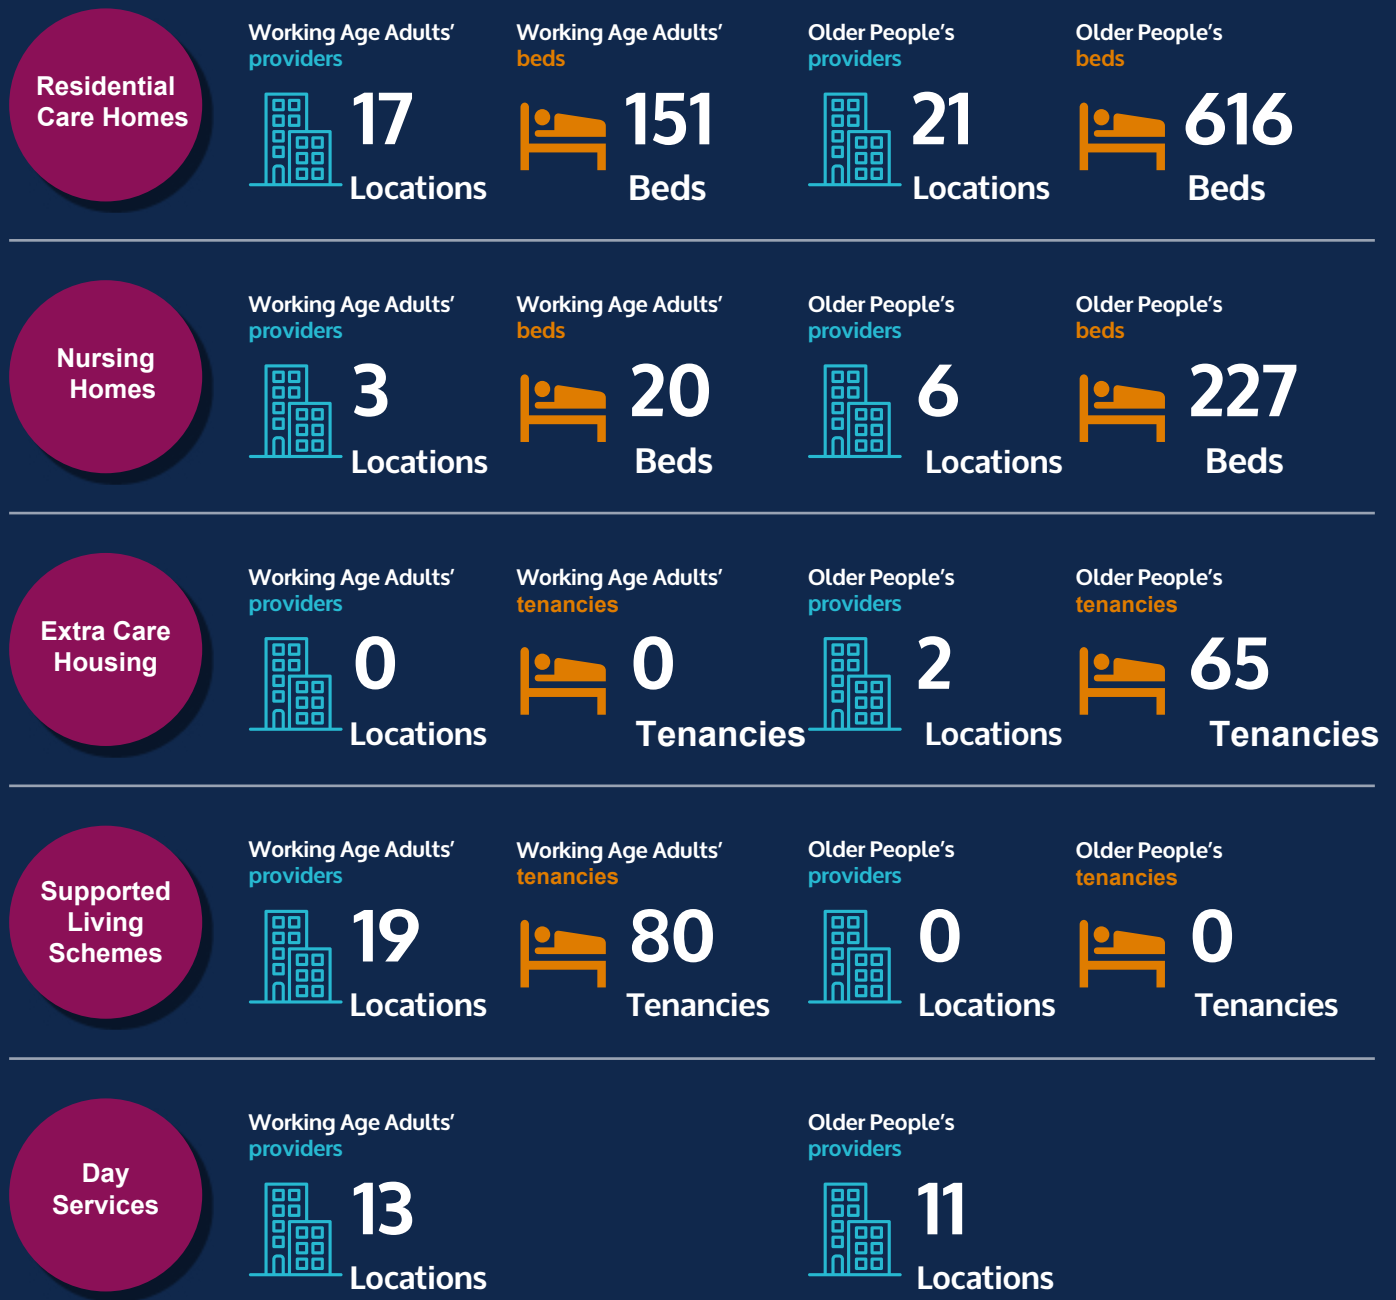 Residential
Care Homes
Working Age Adults’
providers
17
Locations
Working Age Adults’
beds
151
Beds
Older People’s
providers
21
Locations
Older People’s
beds
616
Beds
Nursing
Homes
Working Age Adults’
providers
3
Locations
Working Age Adults’
beds
20
Beds
Older People’s
providers
6
Locations
Older People’s
beds
227
Beds
Extra Care
Housing
Working Age Adults’
providers
0
Locations
Working Age Adults’
tenancies
0
Tenancies
Older People’s
providers
2
Locations
Older People’s
tenancies
65
Tenancies
Supported
Living
Schemes
Working Age Adults’
providers
19
Locations
Working Age Adults’
tenancies
80
Tenancies
Older People’s
providers
0
Locations
Older People’s
tenancies
0
Tenancies
Day
Services
Working Age Adults’
providers
13
Locations
Older People’s
providers
11
Locations